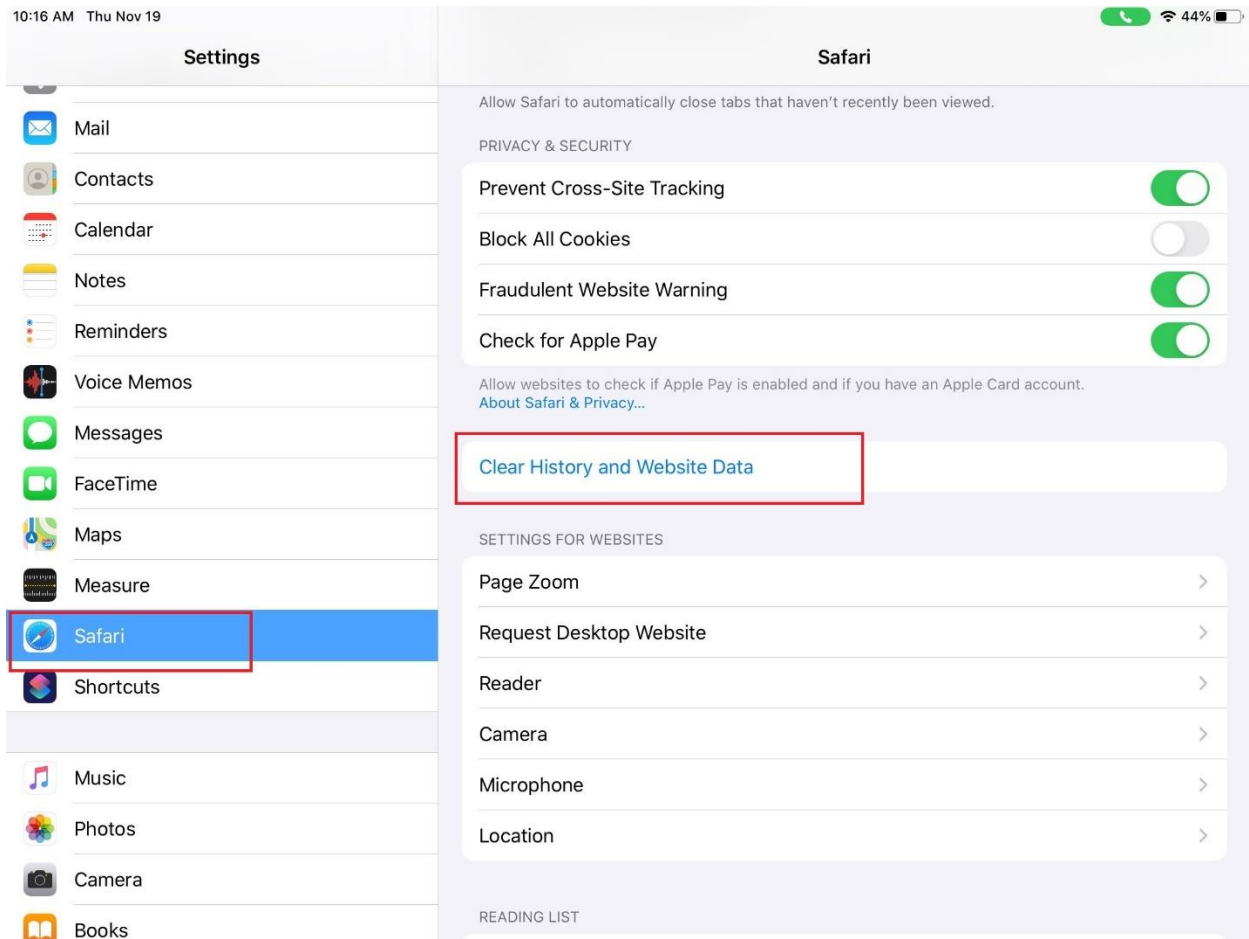 10:16 AM Thu Nov 19
44%
Settings
Mail
Contacts
Calendar
Notes
Reminders
Voice Memos
Messages
FaceTime
Maps
Measure
Safari
Shortcuts
Music
Photos
Camera
Books
Safari
Allow Safari to automatically close tabs that haven't recently been viewed.
PRIVACY & SECURITY
Prevent Cross-Site Tracking
Block All Cookies
Fraudulent Website Warning
Check for Apple Pay
Allow websites to check if Apple Pay is enabled and if you have an Apple Card account.
About Safari & Privacy...
Clear History and Website Data
SETTINGS FOR WEBSITES
Page Zoom
Request Desktop Website
Reader
Camera
Microphone
Location
READING LIST